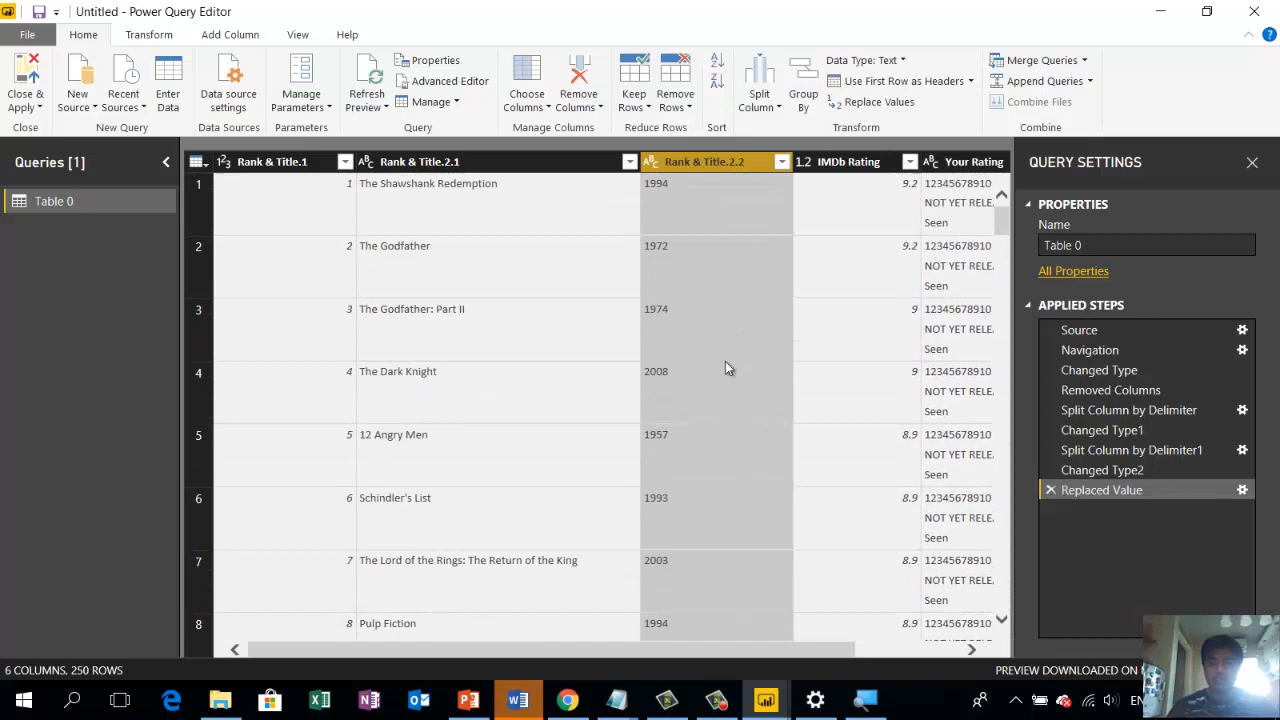 Untitled - Power Query Editor
File Home Transform Add Column View Help
Close & Apply
New Source
Recent Sources
Enter Data
Data source settings
Manage Parameters
Refresh Preview
Properties
Advanced Editor
Manage
Choose Columns
Remove Columns
Keep Rows
Remove Rows
Split Column
Group By
Data Type: Text
Use First Row as Headers
Replace Values
Merge Queries
Append Queries
Combine Files
Close New Query Data Sources Parameters Query Manage Columns Reduce Rows Sort Transform Combine
Queries [1]
Table 0
1 2 3 Rank & Title.1 A B C Rank & Title.2.1 A B C Rank & Title.2.2 1.2 IMDb Rating A B C Your Rating
1 1 The Shawshank Redemption 1994 9.2 12345678910
NOT YET RELE
Seen
2 2 The Godfather 1972 9.2 12345678910
NOT YET RELE
Seen
3 3 The Godfather: Part II 1974 9 12345678910
NOT YET RELE
Seen
4 4 The Dark Knight 2008 9 12345678910
NOT YET RELE
Seen
5 5 12 Angry Men 1957 8.9 12345678910
NOT YET RELE
Seen
6 6 Schindler's List 1993 8.9 12345678910
NOT YET RELE
Seen
7 7 The Lord of the Rings: The Return of the King 2003 8.9 12345678910
NOT YET RELE
Seen
8 8 Pulp Fiction 1994 8.9 12345678910
QUERY SETTINGS
PROPERTIES
Name
Table 0
All Properties
APPLIED STEPS
Source
Navigation
Changed Type
Removed Columns
Split Column by Delimiter
Changed Type1
Split Column by Delimiter1
Changed Type2
Replaced Value
6 COLUMNS, 250 ROWS
PREVIEW DOWNLOADED ON